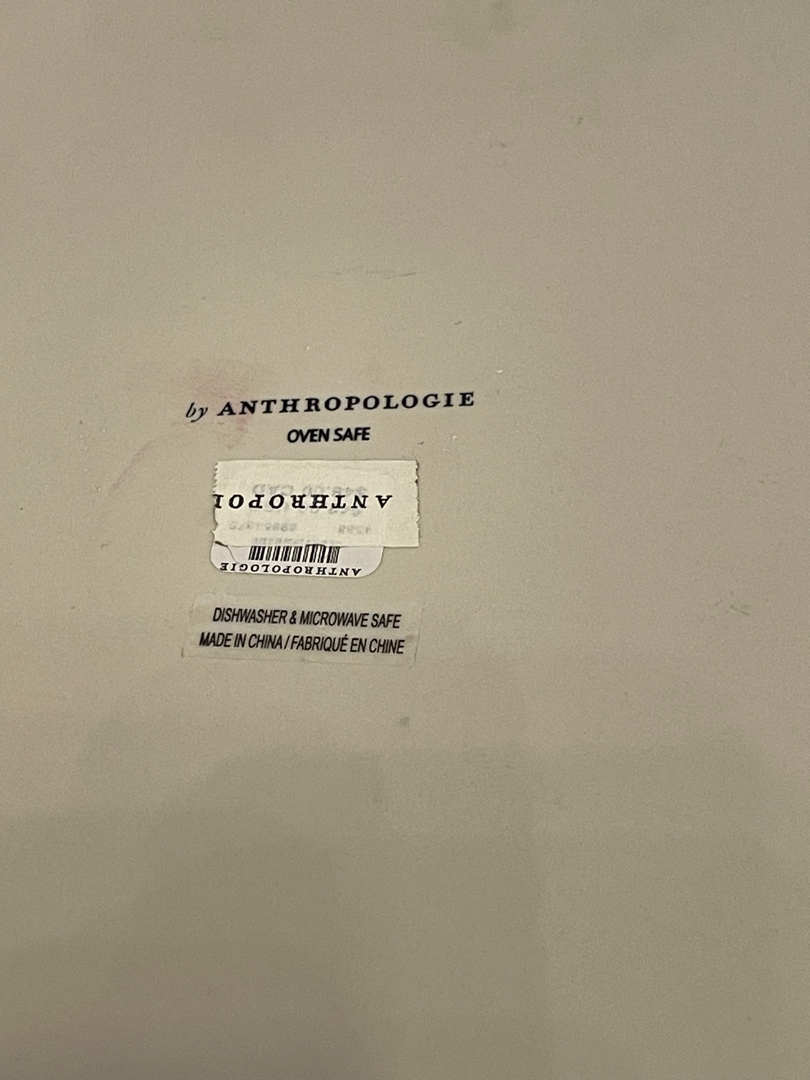 by ANTHROPOLOGIE
OVEN SAFE
ANTHROPOL
ANTHROPOLOGIE
DISHWASHER & MICROWAVE SAFE
MADE IN CHINA / FABRIQUÉ EN CHINE